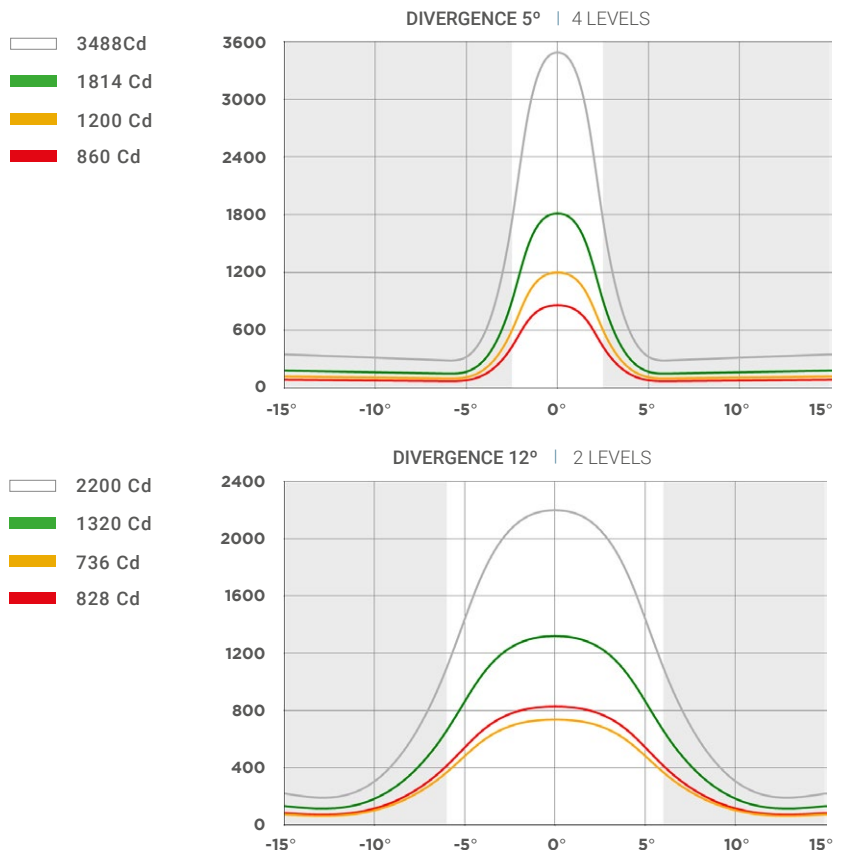 DIVERGENCE 5º | 4 LEVELS
3488Cd
1814 Cd
1200 Cd
860 Cd
3600
3000
2400
1800
1200
600
0
-15° -10° -5° 0° 5° 10° 15°
DIVERGENCE 12º | 2 LEVELS
2200 Cd
1320 Cd
736 Cd
828 Cd
2400
2000
1600
1200
800
400
0
-15° -10° -5° 0° 5° 10° 15°